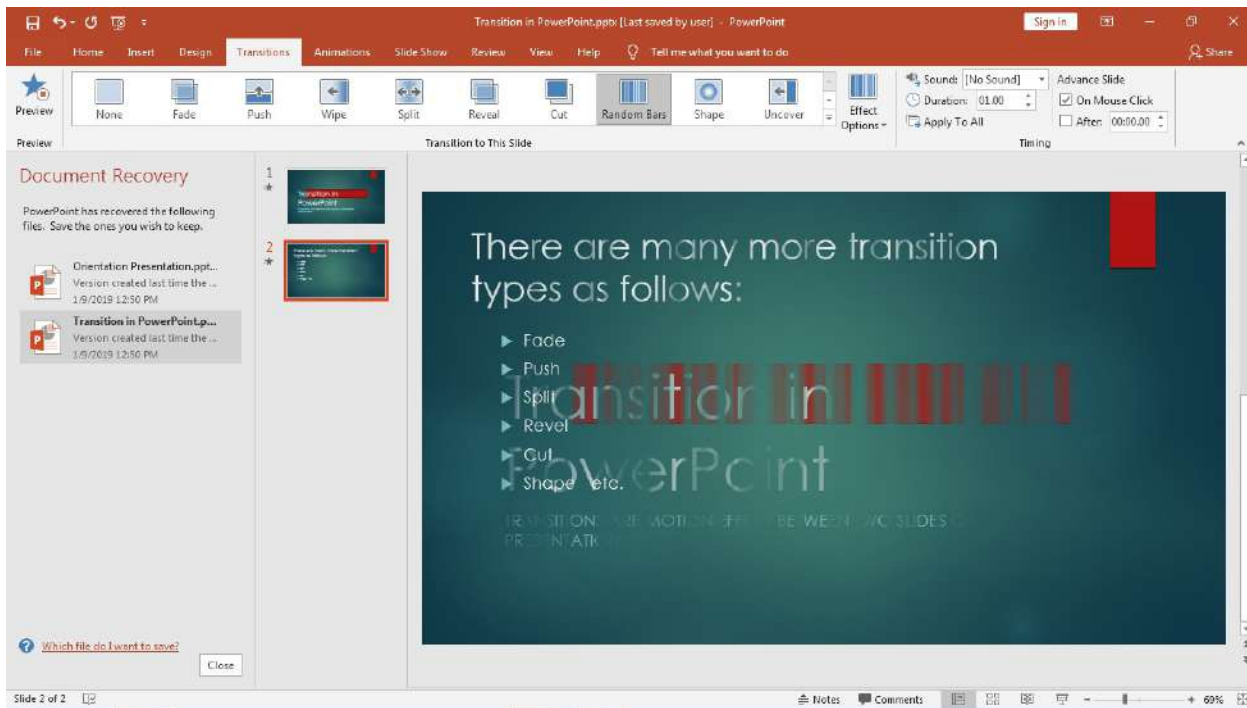 Transition in PowerPoint.pptx [Last saved by user] - PowerPoint
Sign in
File Home Insert Design Transitions Animations Slide Show Review View Help Tell me what you want to do Share
Preview
None Fade Push Wipe Split Reveal Cut Random Bars Shape Uncover
Effect Options
Sound: [No Sound]
Duration: 01.00
Apply To All
Advance Slide
On Mouse Click
After: 00:00.00
Preview
Transition to This Slide
Timing
Document Recovery
PowerPoint has recovered the following
files. Save the ones you wish to keep.
Orientation Presentation.ppt...
Version created last time the ...
1/9/2019 12:50 PM
Transition in PowerPoint.p...
Version created last time the ...
1/9/2019 12:50 PM
Which file do I want to save?
Close
1
Transition in
PowerPoint
2
There are many more transition
types as follows:
Fade
Push
Split
Revel
Cut
Shape etc.
Transition in
PowerPoint
Slide 2 of 2
Notes Comments 69%